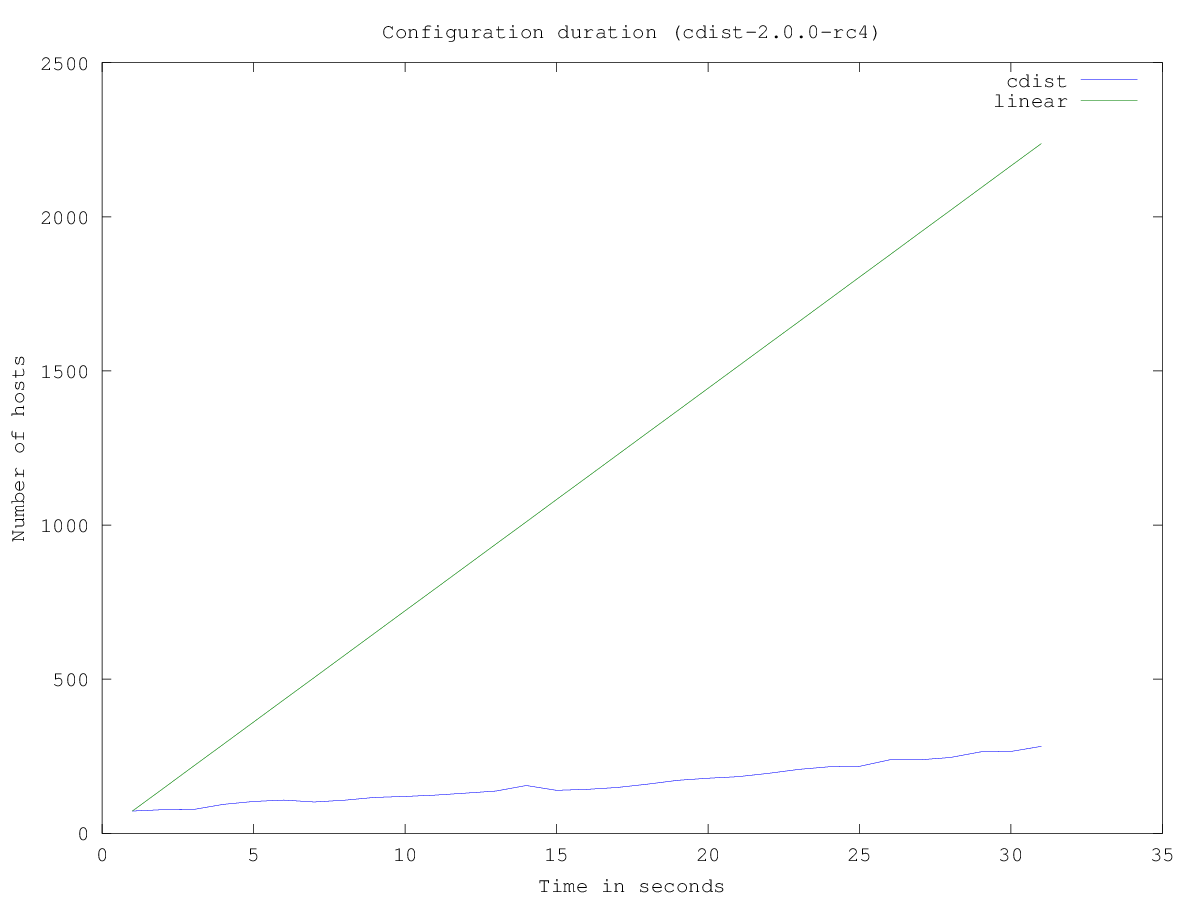 Configuration duration (cdist-2.0.0-rc4)
cdist
linear
2500
2000
1500
1000
500
0
Number of hosts
0 5 10 15 20 25 30 35
Time in seconds